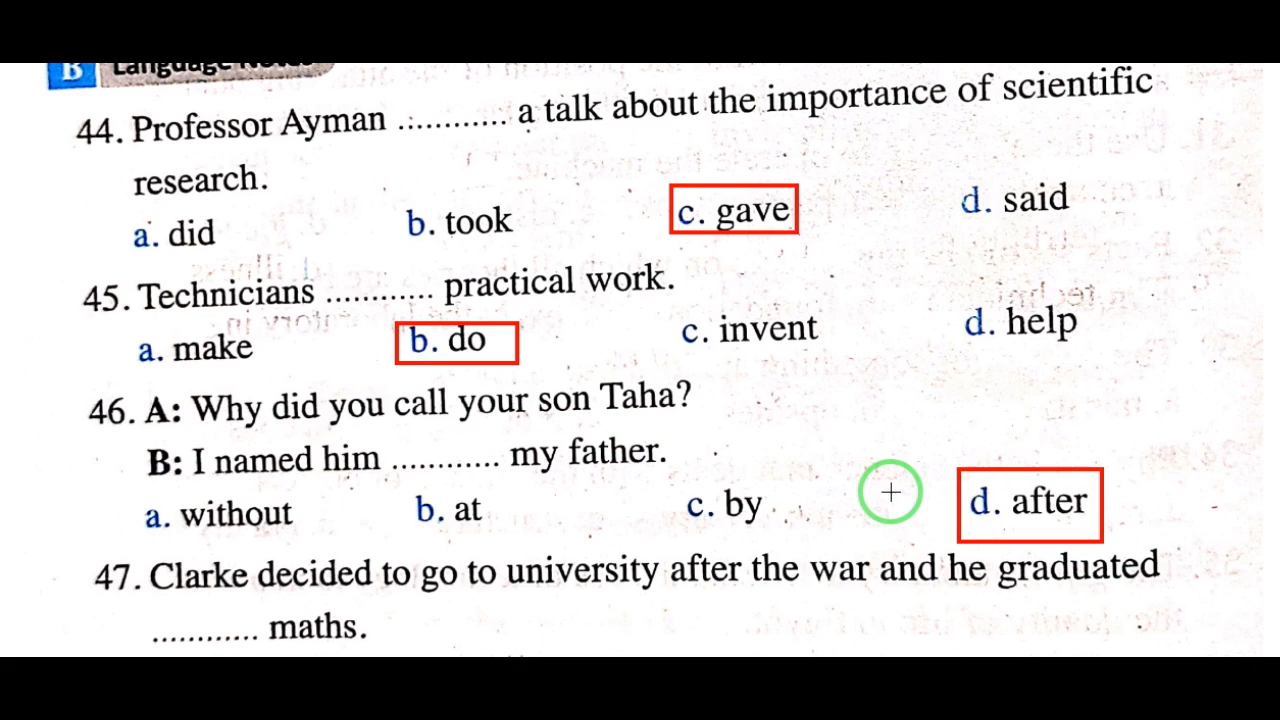 B Language Notes
44. Professor Ayman ............ a talk about the importance of scientific
research.
a. did b. took c. gave d. said
45. Technicians ............ practical work.
a. make b. do c. invent d. help
46. A: Why did you call your son Taha?
B: I named him ............ my father.
a. without b. at c. by d. after
47. Clarke decided to go to university after the war and he graduated
............ maths.